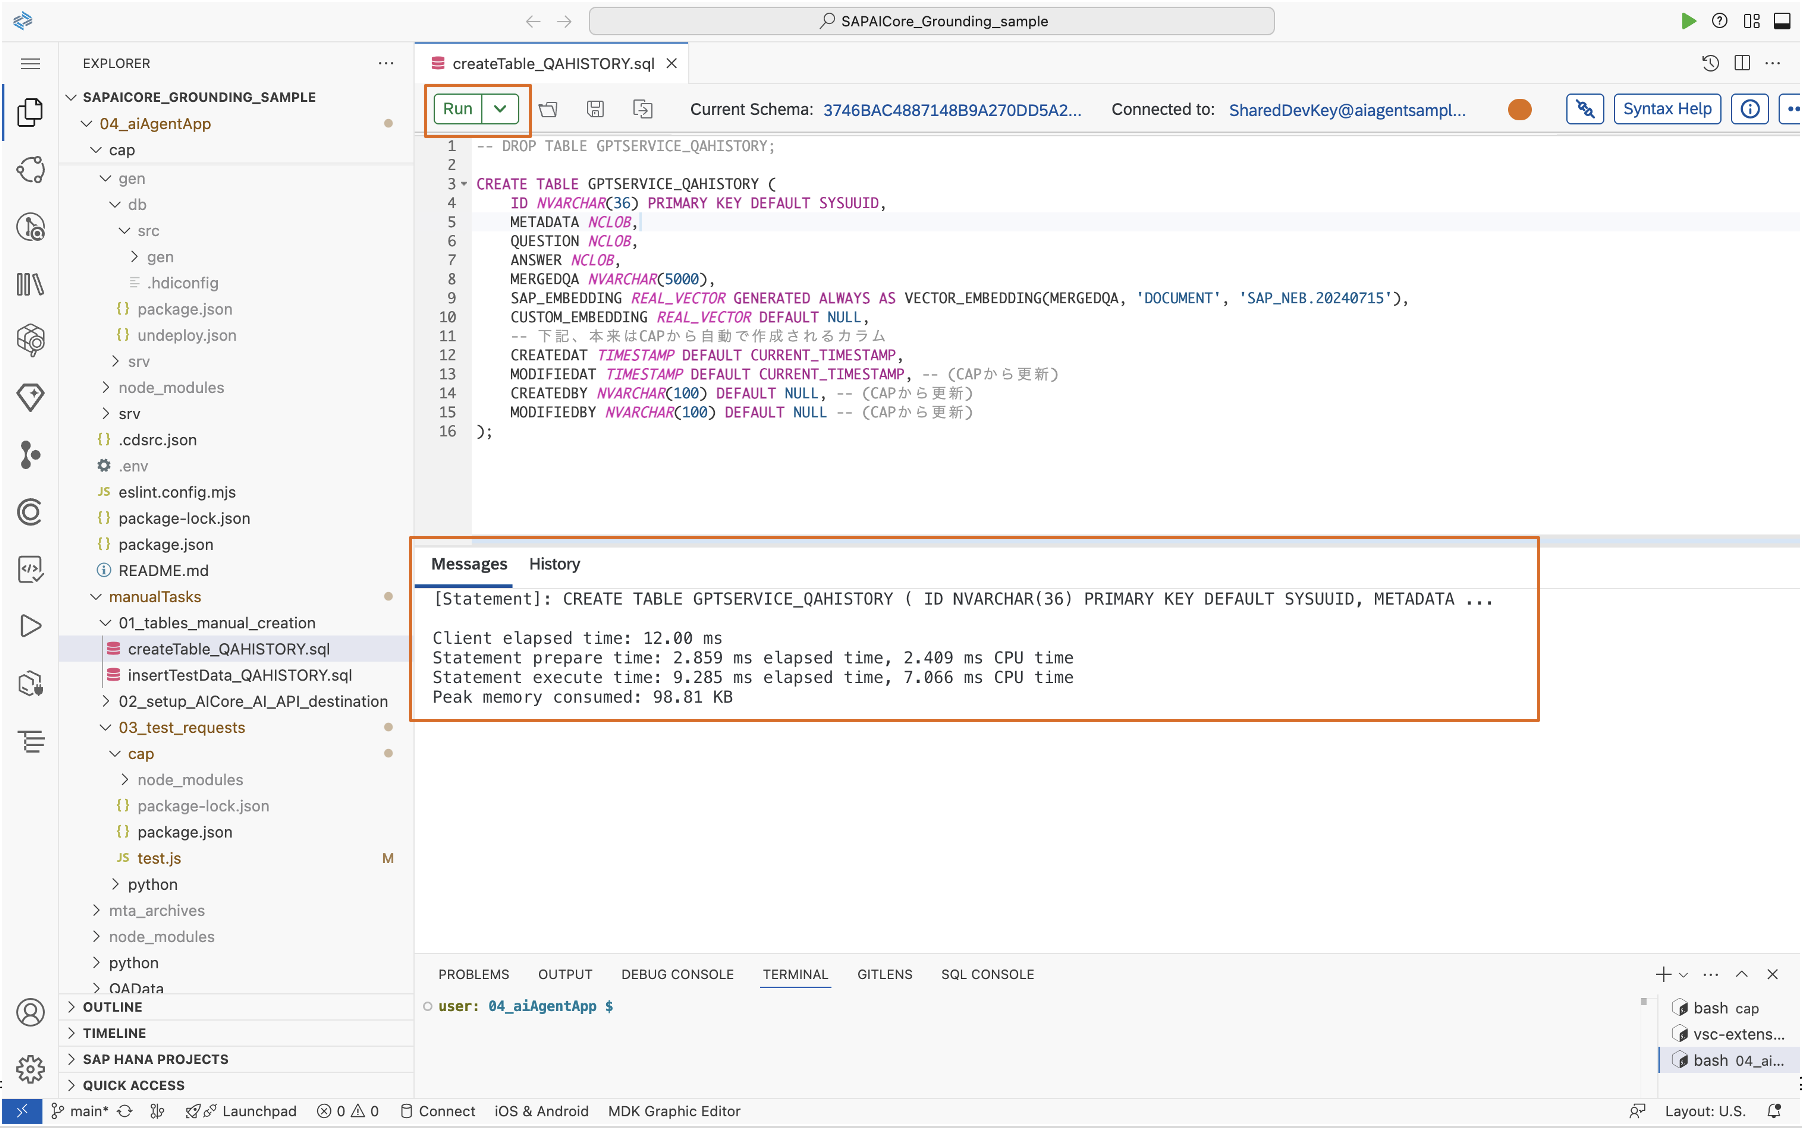 SAPAICore_Grounding_sample
EXPLORER
SAPAICORE_GROUNDING_SAMPLE
04_aiAgentApp
cap
gen
db
src
gen
.hdiconfig
package.json
undeploy.json
srv
node_modules
srv
.cdsrc.json
.env
JS eslint.config.mjs
package-lock.json
package.json
README.md
manualTasks
01_tables_manual_creation
createTable_QAHISTORY.sql
insertTestData_QAHISTORY.sql
02_setup_AICore_AI_API_destination
03_test_requests
cap
node_modules
package-lock.json
package.json
JS test.js M
python
mta_archives
node_modules
python
QAData
OUTLINE
TIMELINE
SAP HANA PROJECTS
QUICK ACCESS
createTable_QAHISTORY.sql
Run Current Schema: 3746BAC4887148B9A270DD5A2... Connected to: SharedDevKey@aiagentsampl... Syntax Help
1 -- DROP TABLE GPTSERVICE_QAHISTORY;
2
3 CREATE TABLE GPTSERVICE_QAHISTORY (
4 ID NVARCHAR(36) PRIMARY KEY DEFAULT SYSUUID,
5 METADATA NCLOB,
6 QUESTION NCLOB,
7 ANSWER NCLOB,
8 MERGEDQA NVARCHAR(5000),
9 SAP_EMBEDDING REAL_VECTOR GENERATED ALWAYS AS VECTOR_EMBEDDING(MERGEDQA, 'DOCUMENT', 'SAP_NEB.20240715'),
10 CUSTOM_EMBEDDING REAL_VECTOR DEFAULT NULL,
11 -- 下記、本来はCAPから自動で作成されるカラム
12 CREATEDAT TIMESTAMP DEFAULT CURRENT_TIMESTAMP,
13 MODIFIEDAT TIMESTAMP DEFAULT CURRENT_TIMESTAMP, -- (CAPから更新)
14 CREATEDBY NVARCHAR(100) DEFAULT NULL, -- (CAPから更新)
15 MODIFIEDBY NVARCHAR(100) DEFAULT NULL -- (CAPから更新)
16 );
Messages History
[Statement]: CREATE TABLE GPTSERVICE_QAHISTORY ( ID NVARCHAR(36) PRIMARY KEY DEFAULT SYSUUID, METADATA ...
Client elapsed time: 12.00 ms
Statement prepare time: 2.859 ms elapsed time, 2.409 ms CPU time
Statement execute time: 9.285 ms elapsed time, 7.066 ms CPU time
Peak memory consumed: 98.81 KB
PROBLEMS OUTPUT DEBUG CONSOLE TERMINAL GITLENS SQL CONSOLE
user: 04_aiAgentApp $
bash cap
vsc-extens...
bash 04_ai...
main* Launchpad 0 0 Connect iOS & Android MDK Graphic Editor Layout: U.S.